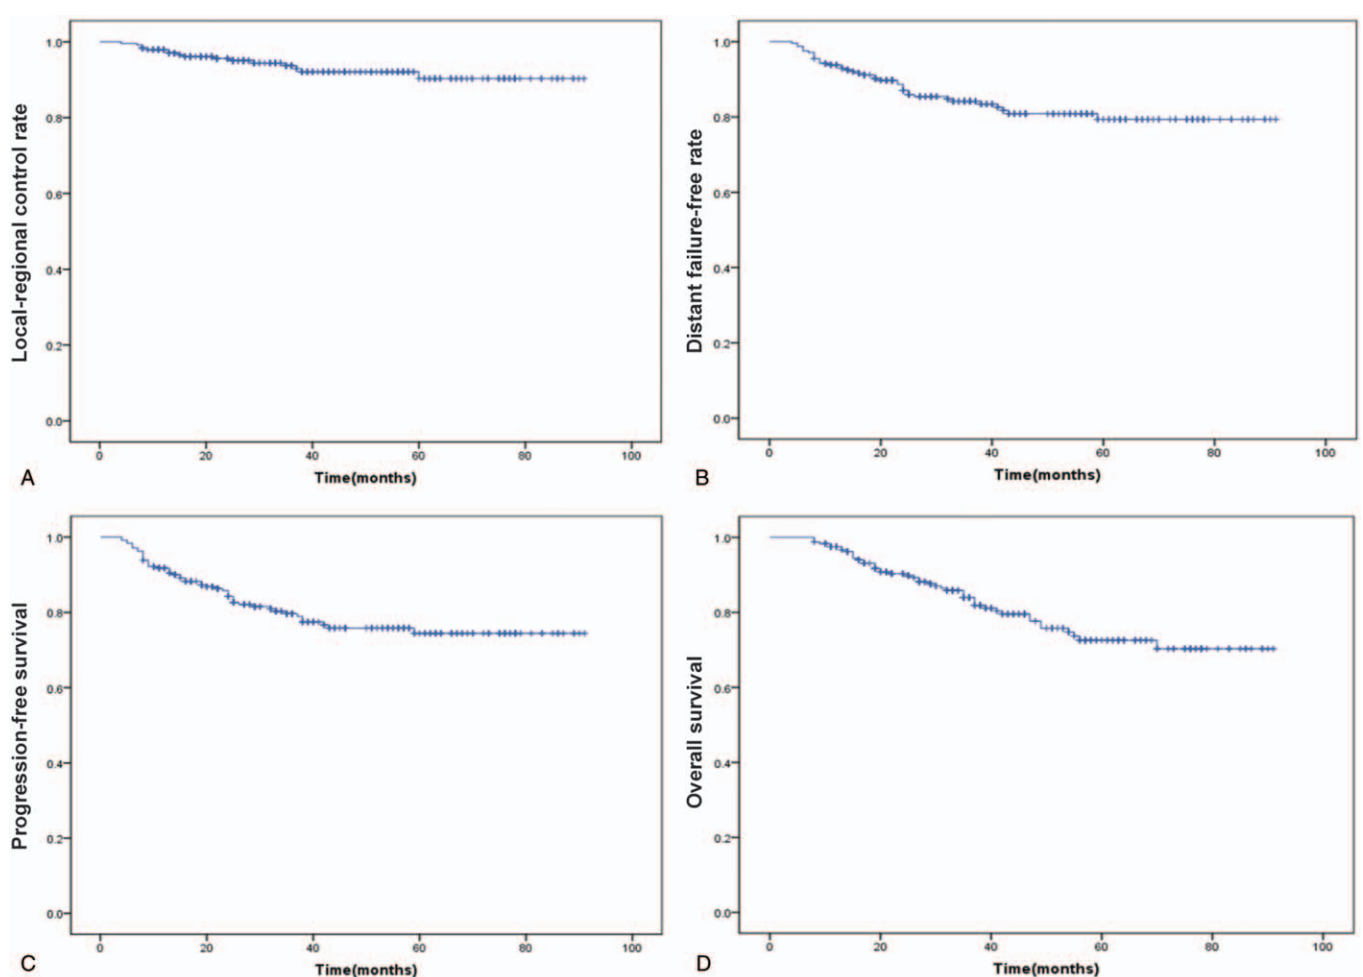 Local-regional control rate
1.0
0.8
0.6
0.4
0.2
0.0
0 20 40 60 80 100
Time(months)
A
Distant failure-free rate
1.0
0.8
0.6
0.4
0.2
0.0
0 20 40 60 80 100
Time(months)
B
Progression-free survival
1.0
0.8
0.6
0.4
0.2
0.0
0 20 40 60 80 100
Time(months)
C
Overall survival
1.0
0.8
0.6
0.4
0.2
0.0
0 20 40 60 80 100
Time(months)
D